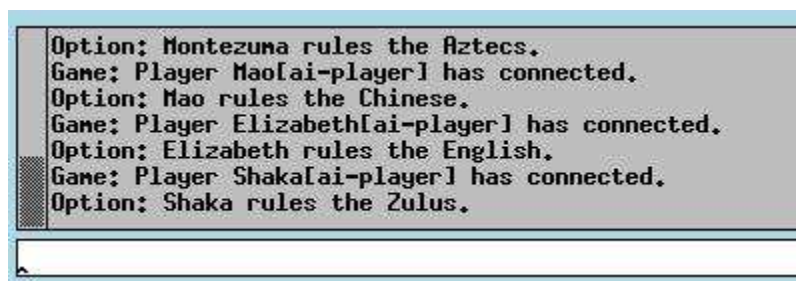 Option: Montezuma rules the Aztecs.
Game: Player Mao[ai-player] has connected.
Option: Mao rules the Chinese.
Game: Player Elizabeth[ai-player] has connected.
Option: Elizabeth rules the English.
Game: Player Shaka[ai-player] has connected.
Option: Shaka rules the Zulus.